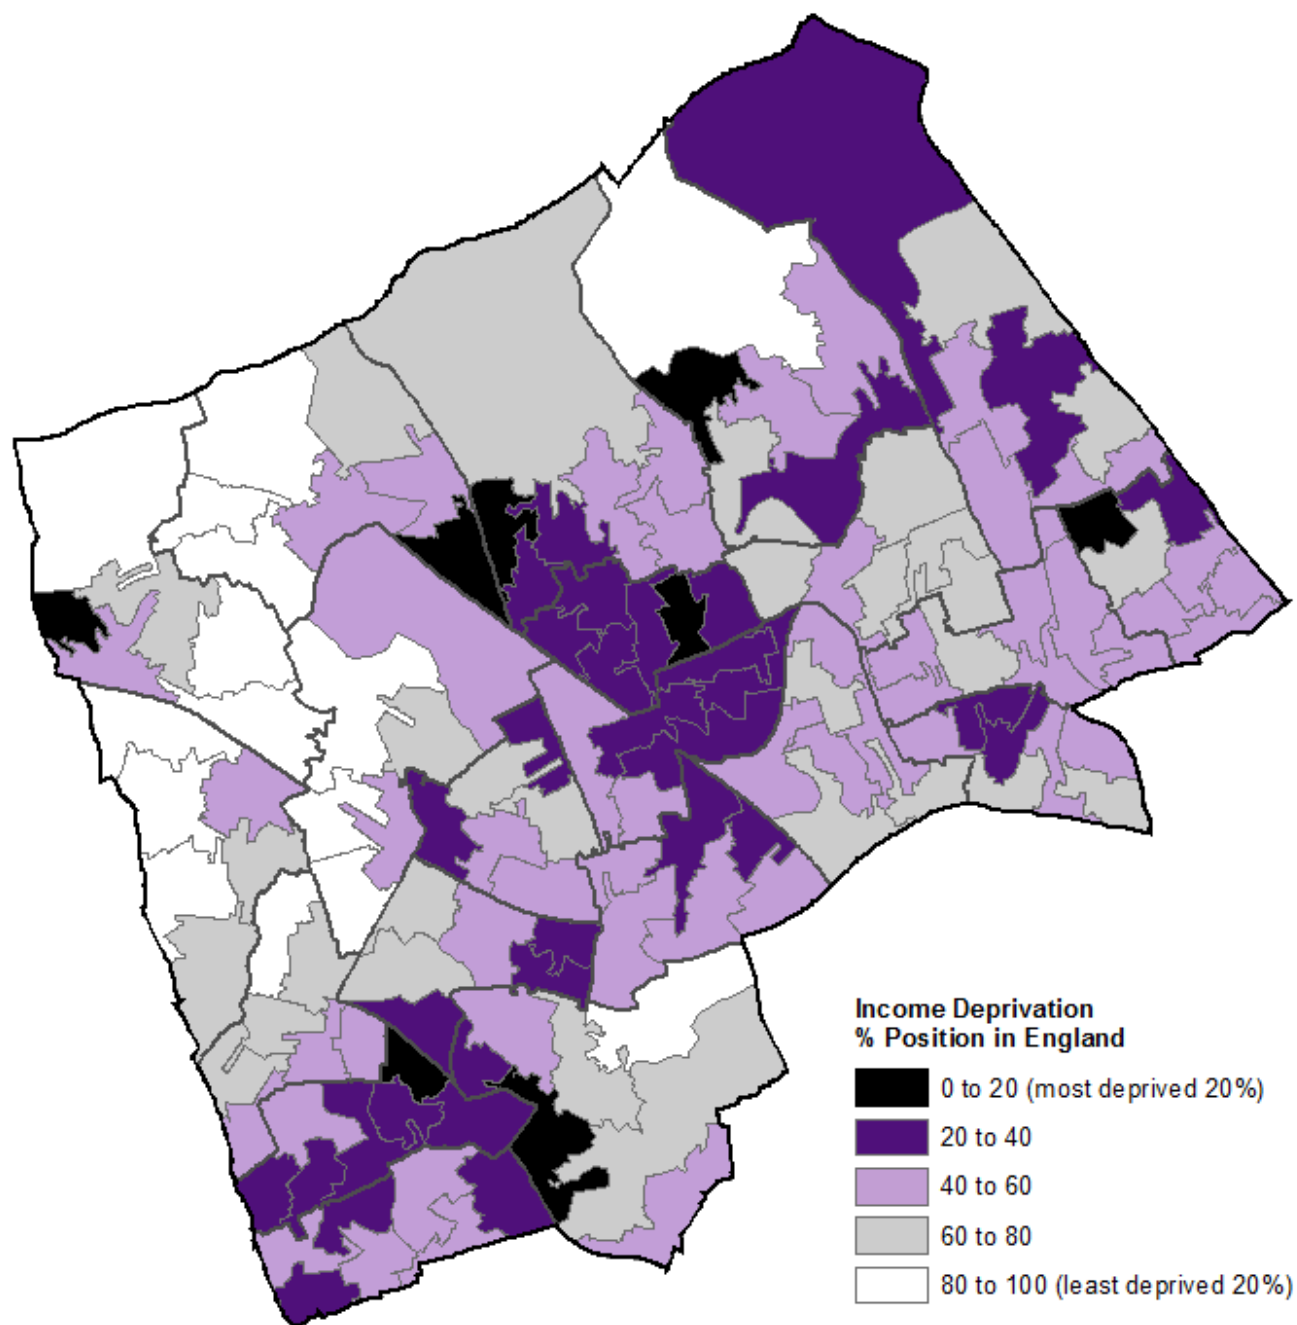 Income Deprivation
% Position in England
0 to 20 (most deprived 20%)
20 to 40
40 to 60
60 to 80
80 to 100 (least deprived 20%)